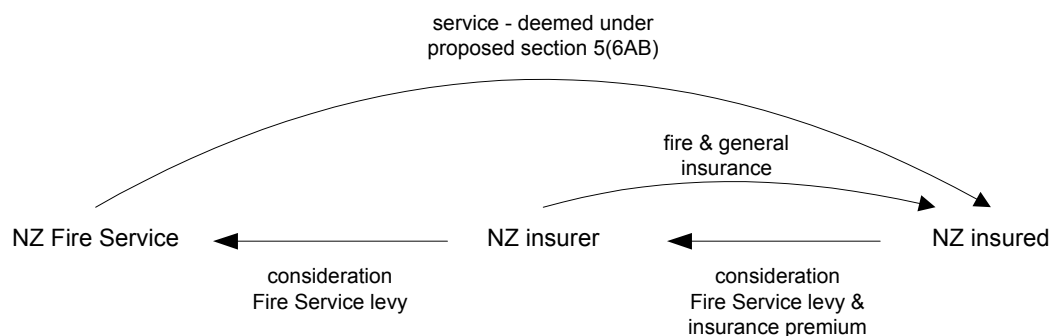 service - deemed under
proposed section 5(6AB)
fire & general
insurance
NZ Fire Service
NZ insurer
NZ insured
consideration
Fire Service levy
consideration
Fire Service levy &
insurance premium